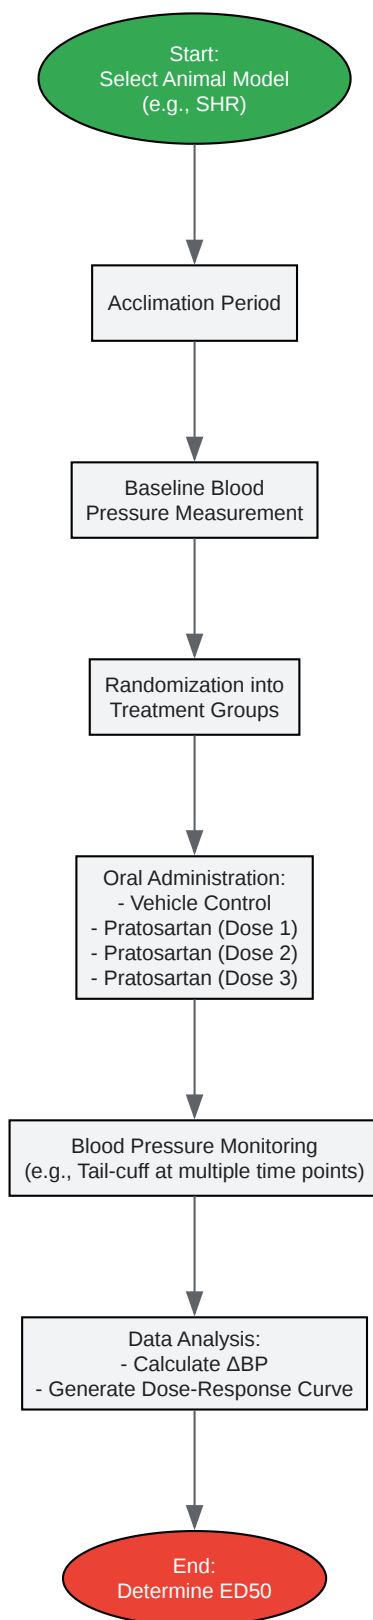 Start:
Select Animal Model
(e.g., SHR)
Acclimation Period
Baseline Blood
Pressure Measurement
Randomization into
Treatment Groups
Oral Administration:
- Vehicle Control
- Pratosartan (Dose 1)
- Pratosartan (Dose 2)
- Pratosartan (Dose 3)
Blood Pressure Monitoring
(e.g., Tail-cuff at multiple time points)
Data Analysis:
- Calculate ΔBP
- Generate Dose-Response Curve
End:
Determine ED50